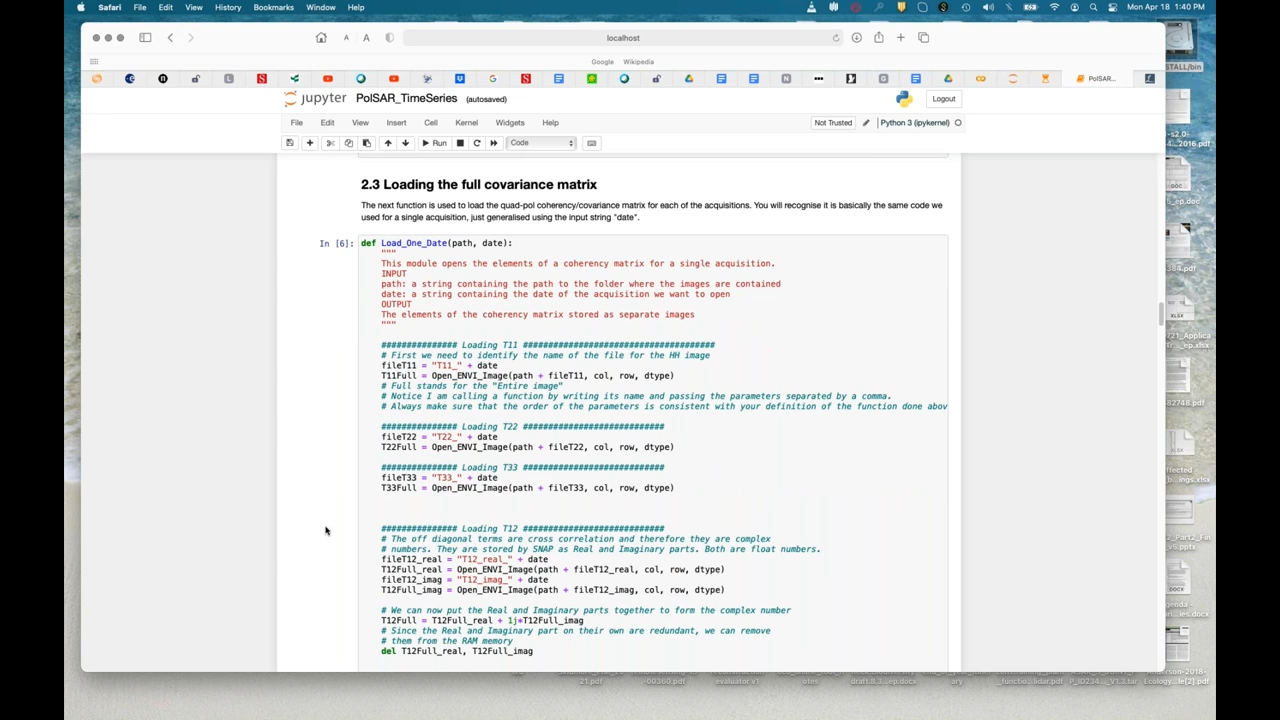 Safari File Edit View History Bookmarks Window Help Mon Apr 18 1:40 PM
localhost
Google Wikipedia
PolSAR...
jupyter PolSAR_TimeSeries (autosaved) Logout
File Edit View Insert Cell Kernel Widgets Help Not Trusted Python 3 (ipykernel)
Run Code
2.3 Loading the full covariance matrix
The next function is used to load the quad-pol coherency/covariance matrix for each of the acquisitions. You will recognise it is basically the same code we
used for a single acquisition, just generalised using the input string "date".
In [6]: def Load_One_Date(path, date):
"""
This module opens the elements of a coherency matrix for a single acquisition.
INPUT
path: a string containing the path to the folder where the images are contained
date: a string containing the date of the acquisition we want to open
OUTPUT
The elements of the coherency matrix stored as separate images
"""
############### Loading T11 ######################################
# First we need to identify the name of the file for the HH image
fileT11 = "T11_" + date
T11Full = Open_ENVI_Image(path + fileT11, col, row, dtype)
# Full stands for the "Entire image"
# Notice I am calling a function by writing its name and passing the parameters separated by a comma.
# Always make sure that the order of the parameters is consistent with your definition of the function done abov
############### Loading T22 ############################
fileT22 = "T22_" + date
T22Full = Open_ENVI_Image(path + fileT22, col, row, dtype)
############### Loading T33 ############################
fileT33 = "T33_" + date
T33Full = Open_ENVI_Image(path + fileT33, col, row, dtype)
############### Loading T12 ############################
# The off diagonal terms are cross correlation and therefore they are complex
# numbers. They are stored by SNAP as Real and Imaginary parts. Both are float numbers.
fileT12_real = "T12_real_" + date
T12Full_real = Open_ENVI_Image(path + fileT12_real, col, row, dtype)
fileT12_imag = "T12_imag_" + date
T12Full_imag = Open_ENVI_Image(path + fileT12_imag, col, row, dtype)
# We can now put the Real and Imaginary parts together to form the complex number
T12Full = T12Full_real + 1j*T12Full_imag
# Since the Real and Imaginary part on their own are redundant, we can remove
# them from the RAM memory
del T12Full_real, T12Full_imag
STALL/bin
_ep.doc
384.pdf
82748.pdf